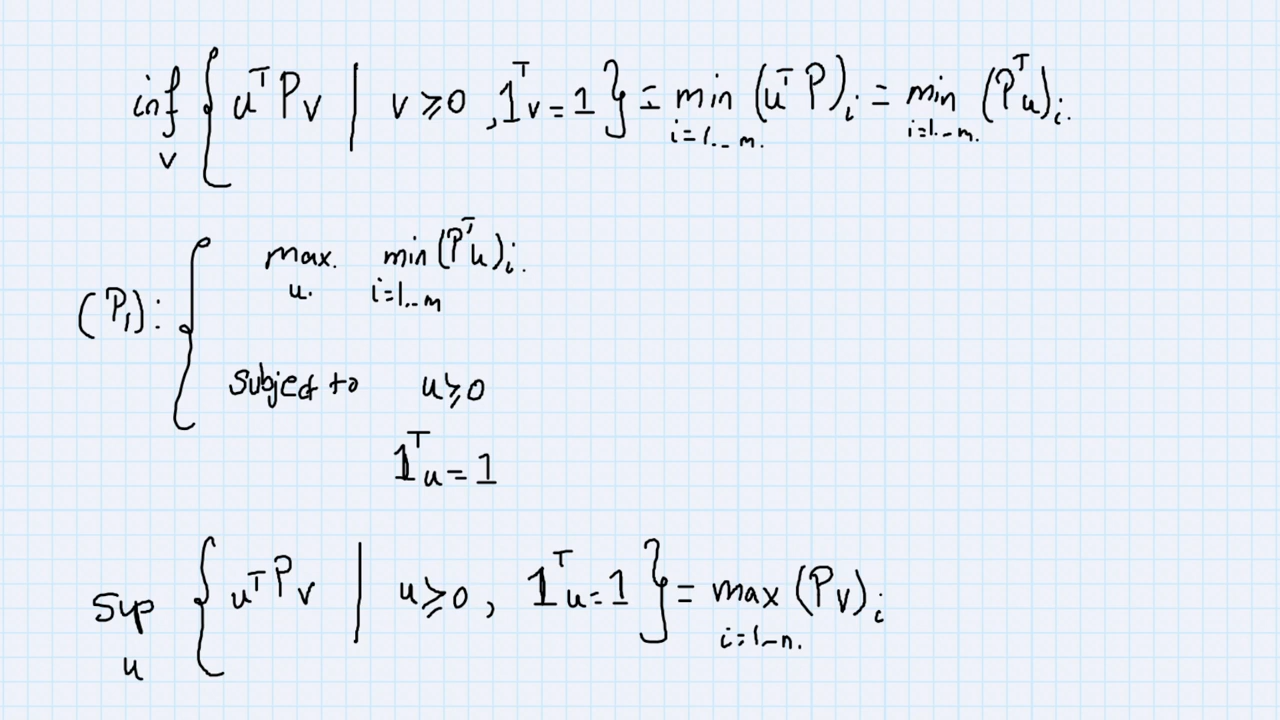 inf { uᵀPv | v ≥ 0 , 1ᵀv = 1 } = min (uᵀP)i = min (Pᵀu)i.
v i=1..-m. i=1..-m.
(P₁): { max. min (Pᵀu)i.
u. i=1..-m
Subject to u ≥ 0
1ᵀu = 1
Sup { uᵀPv | u ≥ 0 , 1ᵀu = 1 } = max (Pv)i
u i=1-n.